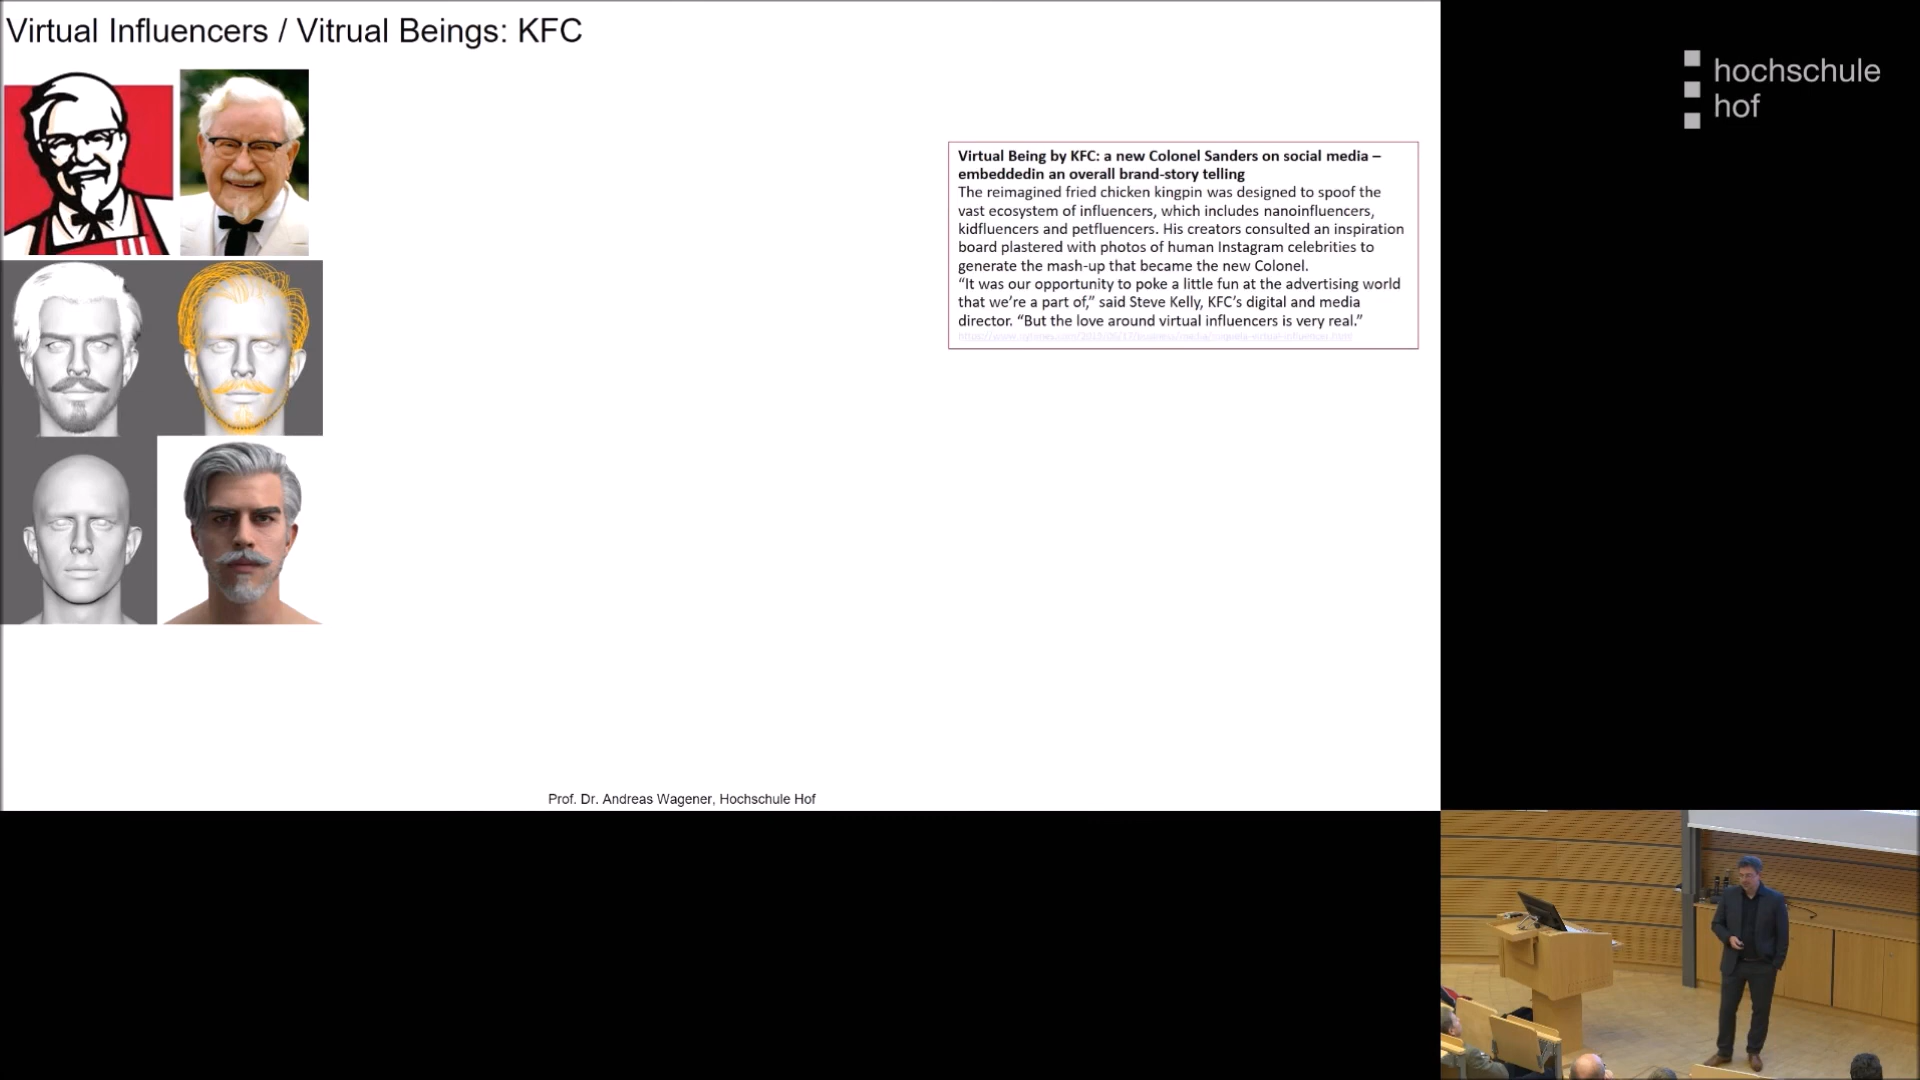 Virtual Influencers / Vitrual Beings: KFC
hochschule
hof
Virtual Being by KFC: a new Colonel Sanders on social media –
embeddedin an overall brand-story telling
The reimagined fried chicken kingpin was designed to spoof the
vast ecosystem of influencers, which includes nanoinfluencers,
kidfluencers and petfluencers. His creators consulted an inspiration
board plastered with photos of human Instagram celebrities to
generate the mash-up that became the new Colonel.
“It was our opportunity to poke a little fun at the advertising world
that we’re a part of,” said Steve Kelly, KFC’s digital and media
director. “But the love around virtual influencers is very real.”
Prof. Dr. Andreas Wagener, Hochschule Hof